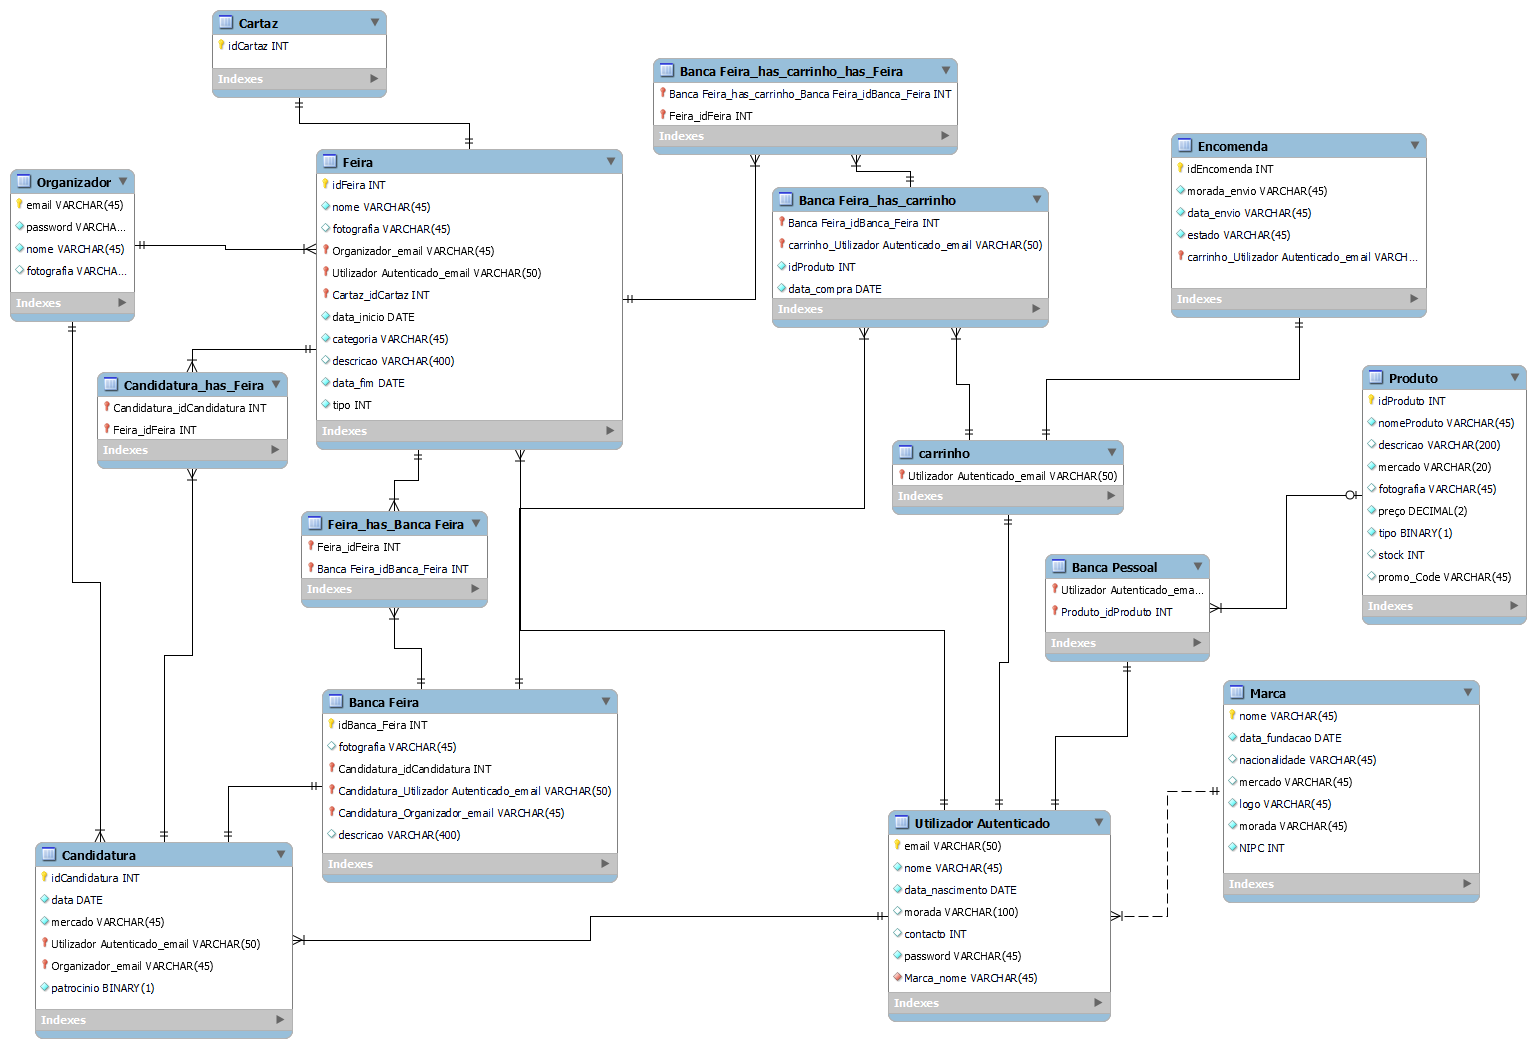 Cartaz
idCartaz INT
Indexes
Banca Feira_has_carrinho_has_Feira
Banca Feira_has_carrinho_Banca Feira_idBanca_Feira INT
Feira_idFeira INT
Indexes
Encomenda
idEncomenda INT
morada_envio VARCHAR(45)
data_envio VARCHAR(45)
estado VARCHAR(45)
carrinho_Utilizador Autenticado_email VARCH...
Indexes
Organizador
email VARCHAR(45)
password VARCHA...
nome VARCHAR(45)
fotografia VARCHA...
Indexes
Feira
idFeira INT
nome VARCHAR(45)
fotografia VARCHAR(45)
Organizador_email VARCHAR(45)
Utilizador Autenticado_email VARCHAR(50)
Cartaz_idCartaz INT
data_inicio DATE
categoria VARCHAR(45)
descricao VARCHAR(400)
data_fim DATE
tipo INT
Indexes
Banca Feira_has_carrinho
Banca Feira_idBanca_Feira INT
carrinho_Utilizador Autenticado_email VARCHAR(50)
idProduto INT
data_compra DATE
Indexes
Candidatura_has_Feira
Candidatura_idCandidatura INT
Feira_idFeira INT
Indexes
carrinho
Utilizador Autenticado_email VARCHAR(50)
Indexes
Produto
idProduto INT
nomeProduto VARCHAR(45)
descricao VARCHAR(200)
mercado VARCHAR(20)
fotografia VARCHAR(45)
preço DECIMAL(2)
tipo BINARY(1)
stock INT
promo_Code VARCHAR(45)
Indexes
Feira_has_Banca Feira
Feira_idFeira INT
Banca Feira_idBanca_Feira INT
Indexes
Banca Pessoal
Utilizador Autenticado_ema...
Produto_idProduto INT
Indexes
Banca Feira
idBanca_Feira INT
fotografia VARCHAR(45)
Candidatura_idCandidatura INT
Candidatura_Utilizador Autenticado_email VARCHAR(50)
Candidatura_Organizador_email VARCHAR(45)
descricao VARCHAR(400)
Indexes
Marca
nome VARCHAR(45)
data_fundacao DATE
nacionalidade VARCHAR(45)
mercado VARCHAR(45)
logo VARCHAR(45)
morada VARCHAR(45)
NIPC INT
Indexes
Candidatura
idCandidatura INT
data DATE
mercado VARCHAR(45)
Utilizador Autenticado_email VARCHAR(50)
Organizador_email VARCHAR(45)
patrocinio BINARY(1)
Indexes
Utilizador Autenticado
email VARCHAR(50)
nome VARCHAR(45)
data_nascimento DATE
morada VARCHAR(100)
contacto INT
password VARCHAR(45)
Marca_nome VARCHAR(45)
Indexes